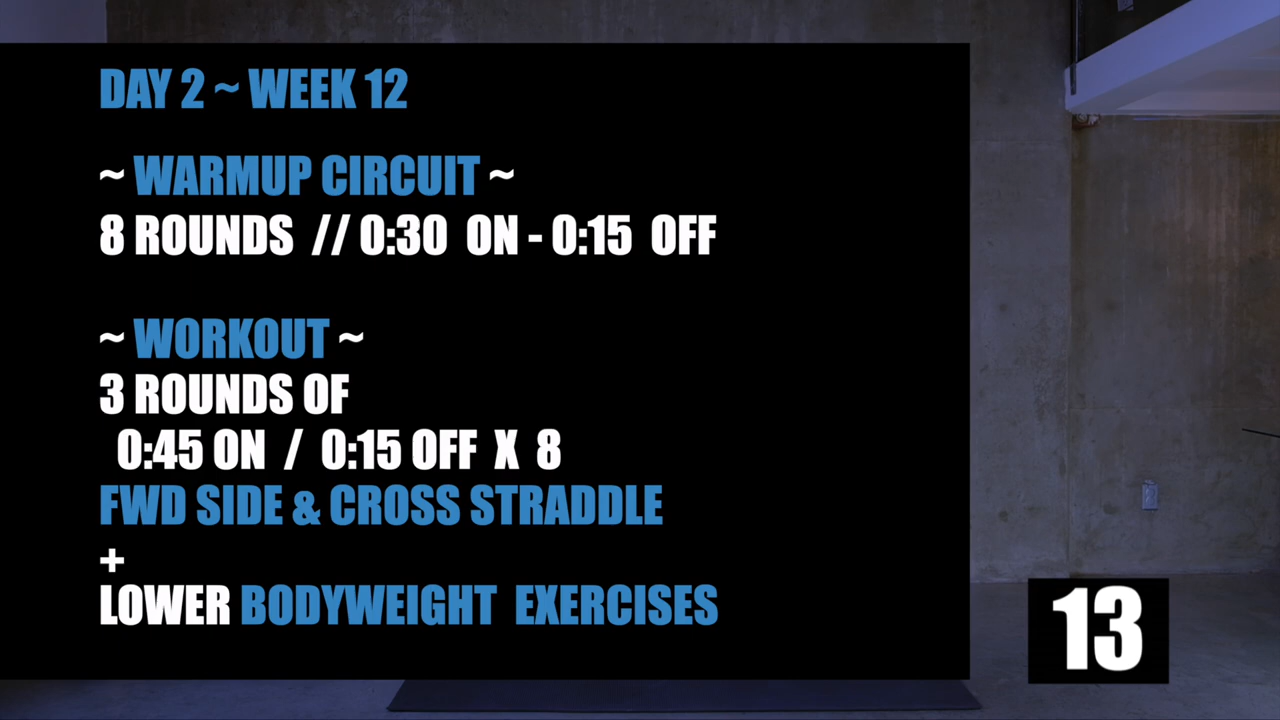 DAY 2 ~ WEEK 12
~ WARMUP CIRCUIT ~
8 ROUNDS // 0:30 ON - 0:15 OFF
~ WORKOUT ~
3 ROUNDS OF
0:45 ON / 0:15 OFF X 8
FWD SIDE & CROSS STRADDLE
+
LOWER BODYWEIGHT EXERCISES
13